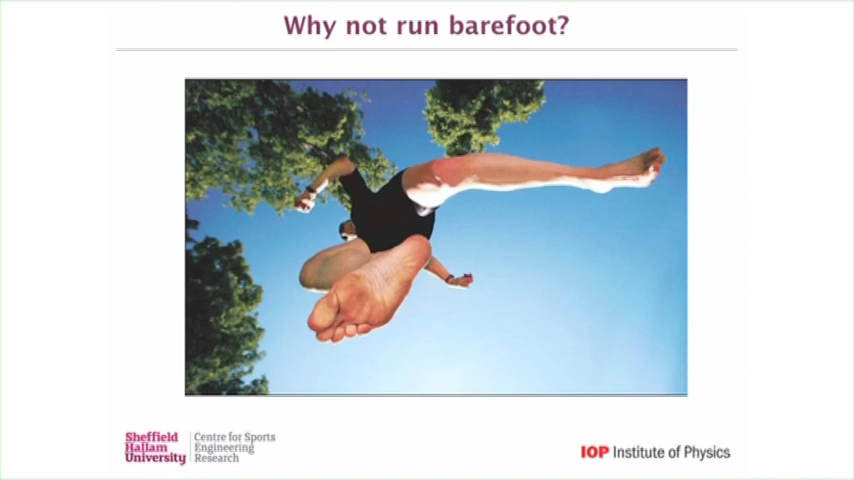 Why not run barefoot?
Sheffield
Hallam
University
Centre for Sports
Engineering
Research
IOP Institute of Physics